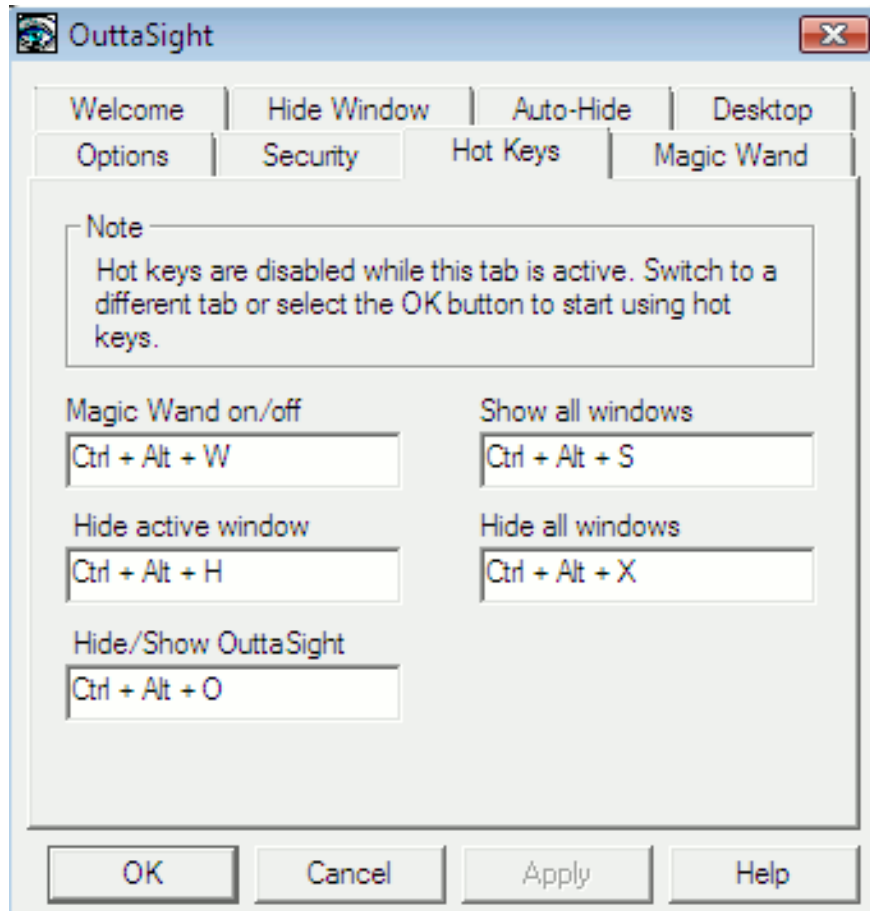 OuttaSight
Welcome
Hide Window
Auto-Hide
Desktop
Options
Security
Hot Keys
Magic Wand
Note
Hot keys are disabled while this tab is active. Switch to a
different tab or select the OK button to start using hot
keys.
Magic Wand on/off
Show all windows
Ctrl + Alt + W
Ctrl + Alt + S
Hide active window
Hide all windows
Ctrl + Alt + H
Ctrl + Alt + X
Hide/Show OuttaSight
Ctrl + Alt + O
OK
Cancel
Apply
Help